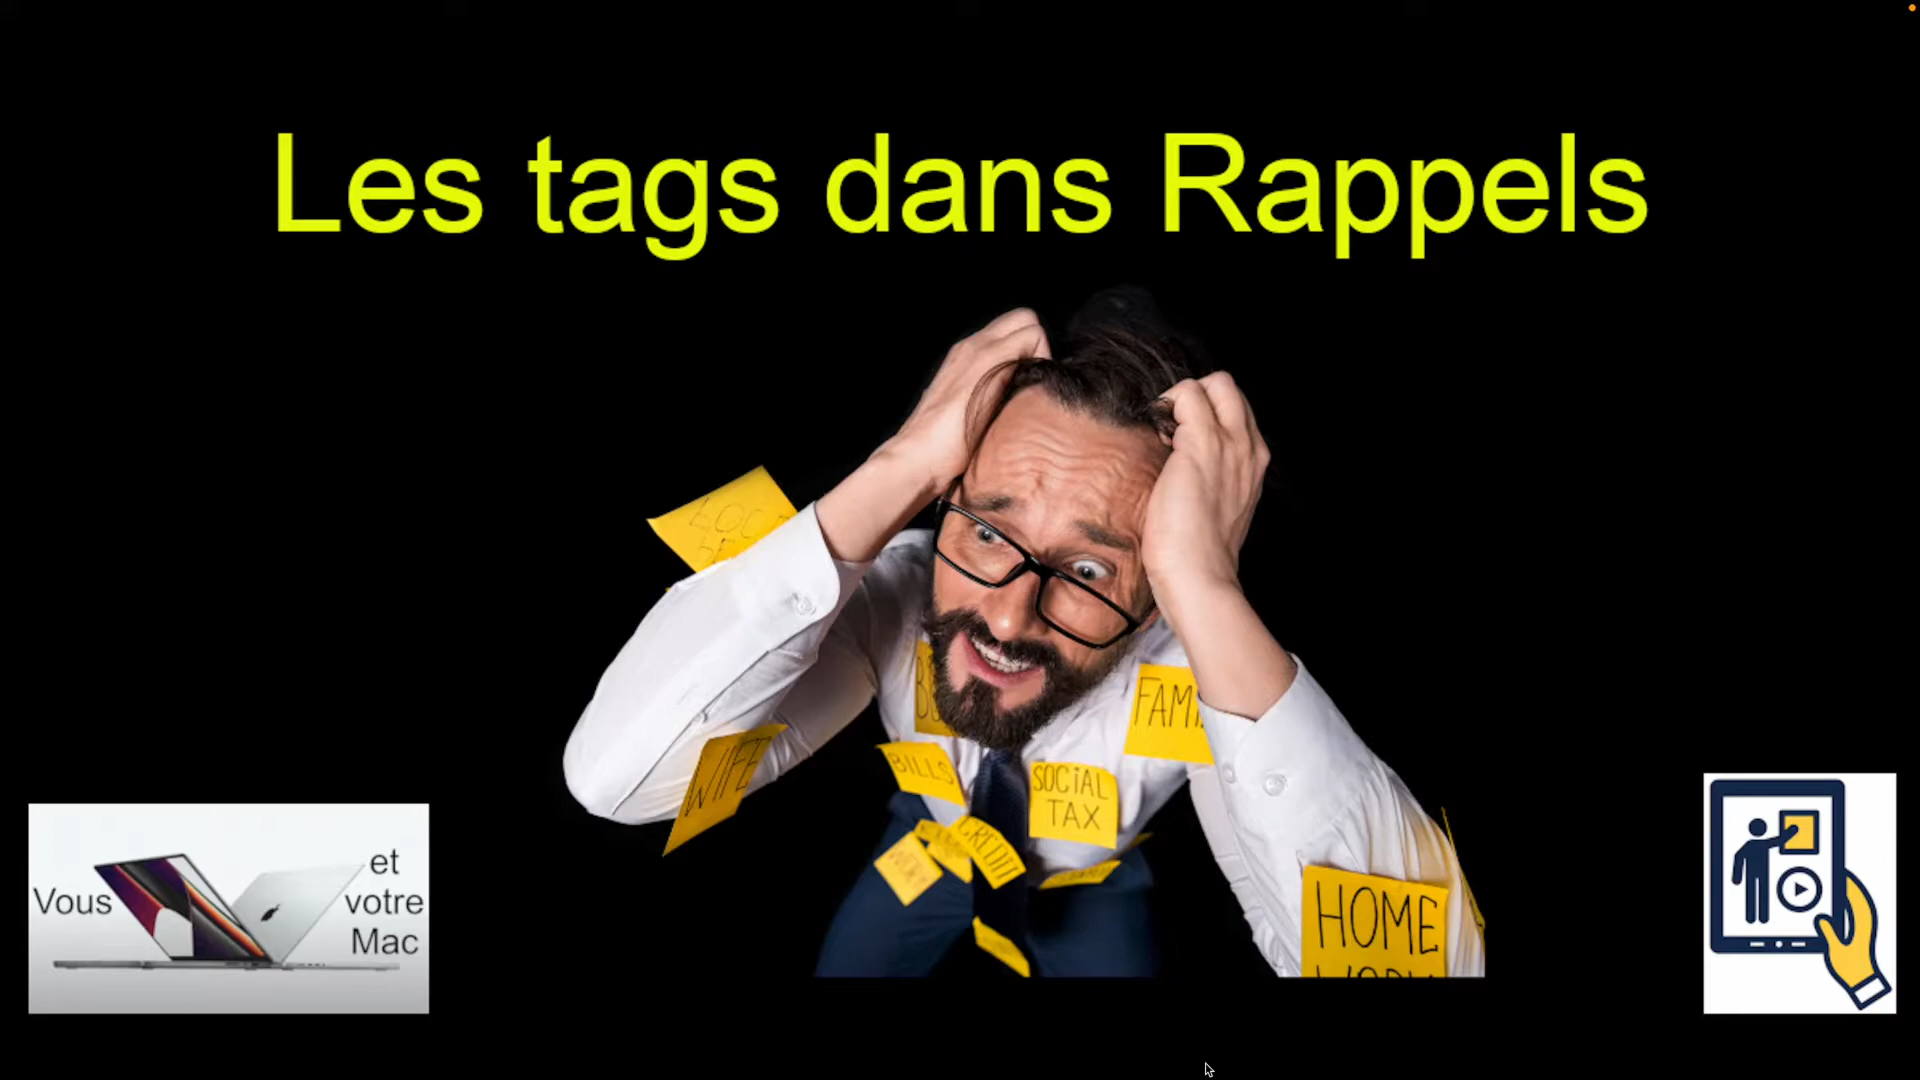 Les tags dans Rappels
WIFE
BILLS
SOCIAL
TAX
CREDIT
HOME
Vous
et
votre
Mac